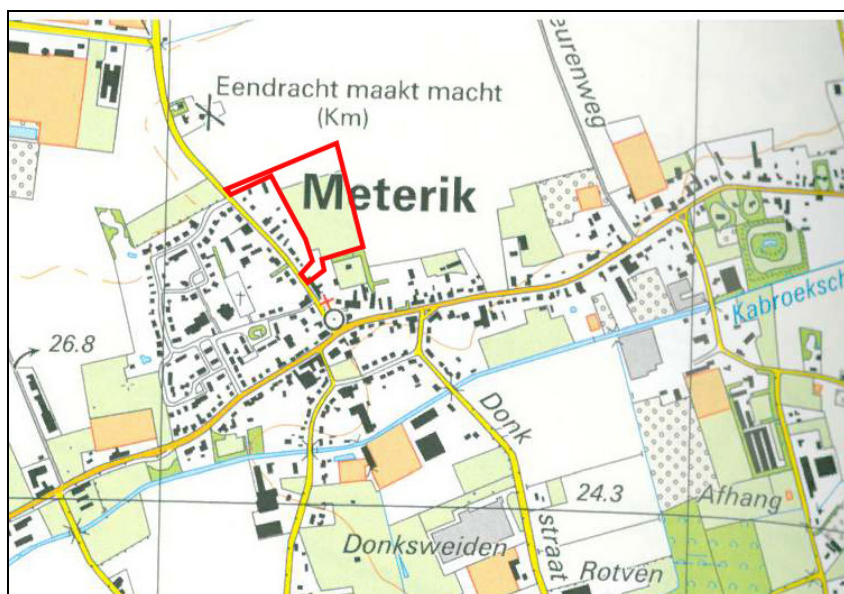 Eendracht maakt macht
(Km)
eurenweg
Meterik
Kabroeksch
26.8
Donk
straat
24.3
Afhang
Donksweiden
Rotven